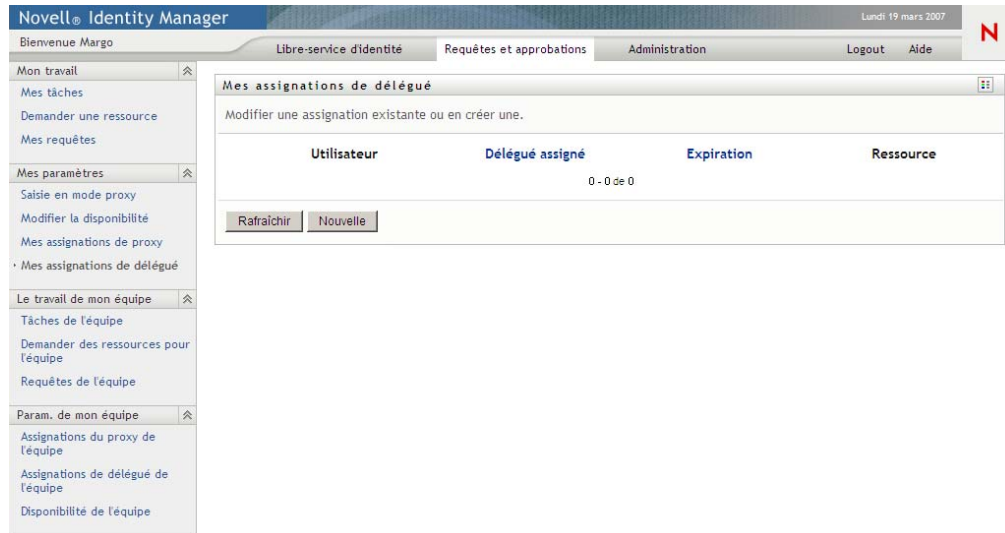 Novell® Identity Manager
Lundi 19 mars 2007
N
Bienvenue Margo
Libre-service d'identité
Requêtes et approbations
Administration
Logout
Aide
Mon travail
Mes tâches
Demander une ressource
Mes requêtes
Mes paramètres
Saisie en mode proxy
Modifier la disponibilité
Mes assignations de proxy
Mes assignations de délégué
Le travail de mon équipe
Tâches de l'équipe
Demander des ressources pour
l'équipe
Requêtes de l'équipe
Param. de mon équipe
Assignations du proxy de
l'équipe
Assignations de délégué de
l'équipe
Disponibilité de l'équipe
Mes assignations de délégué
Modifier une assignation existante ou en créer une.
Utilisateur
Délégué assigné
Expiration
Ressource
0 - 0 de 0
Rafraîchir
Nouvelle